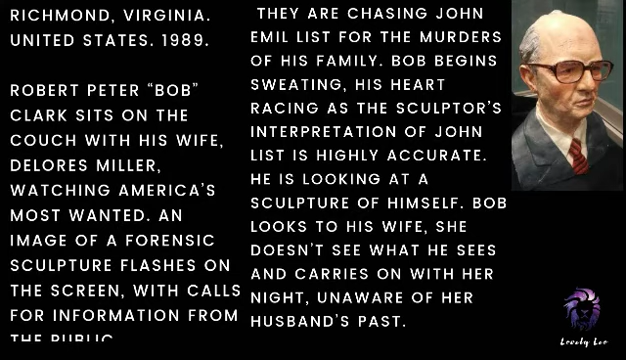 RICHMOND, VIRGINIA.
UNITED STATES. 1989.
ROBERT PETER “BOB”
CLARK SITS ON THE
COUCH WITH HIS WIFE,
DELORES MILLER,
WATCHING AMERICA’S
MOST WANTED. AN
IMAGE OF A FORENSIC
SCULPTURE FLASHES ON
THE SCREEN, WITH CALLS
FOR INFORMATION FROM
THE PUBLIC
THEY ARE CHASING JOHN
EMIL LIST FOR THE MURDERS
OF HIS FAMILY. BOB BEGINS
SWEATING, HIS HEART
RACING AS THE SCULPTOR’S
INTERPRETATION OF JOHN
LIST IS HIGHLY ACCURATE.
HE IS LOOKING AT A
SCULPTURE OF HIMSELF. BOB
LOOKS TO HIS WIFE, SHE
DOESN’T SEE WHAT HE SEES
AND CARRIES ON WITH HER
NIGHT, UNAWARE OF HER
HUSBAND’S PAST.
Lovely Leo